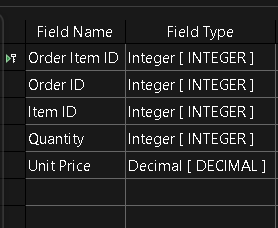 Field Name Field Type
Order Item ID Integer [ INTEGER ]
Order ID Integer [ INTEGER ]
Item ID Integer [ INTEGER ]
Quantity Integer [ INTEGER ]
Unit Price Decimal [ DECIMAL ]